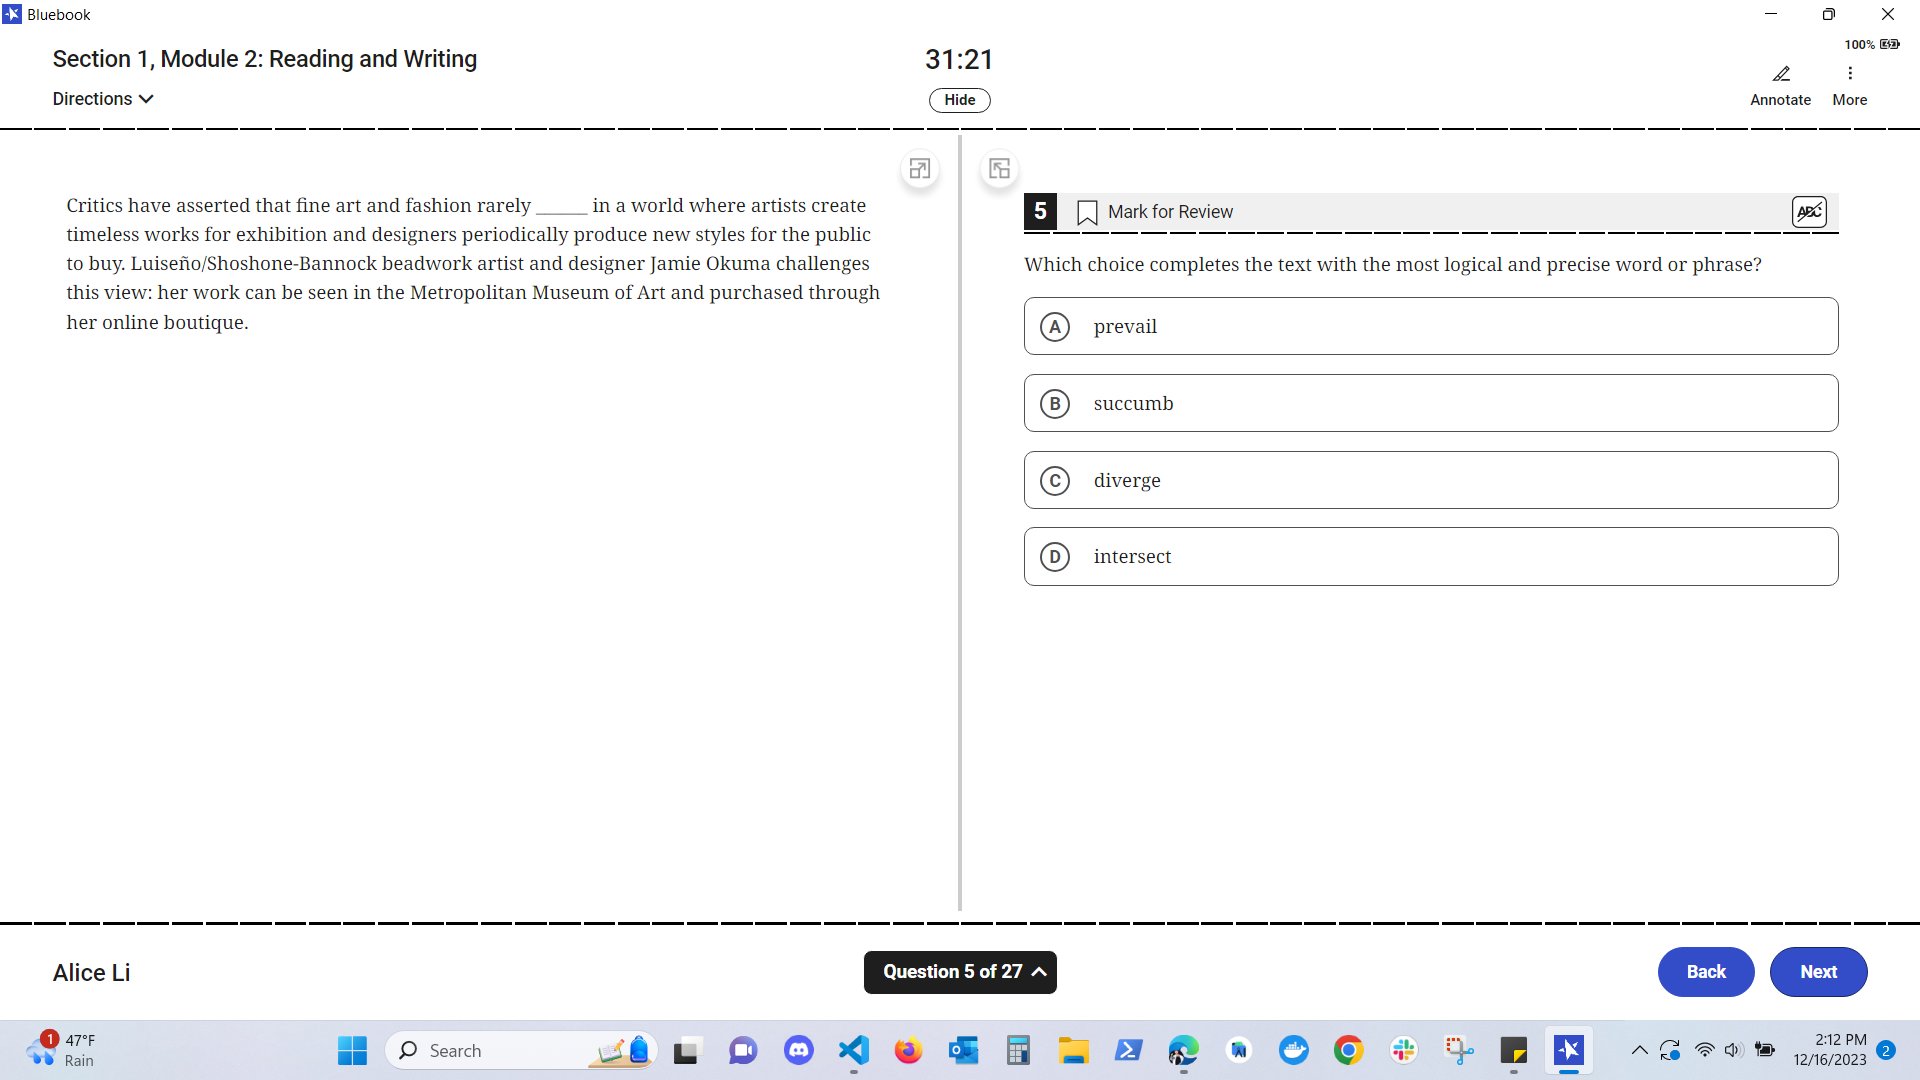 Bluebook
Section 1, Module 2: Reading and Writing
31:21
100%
Directions
Hide
Annotate
More
Critics have asserted that fine art and fashion rarely ______ in a world where artists create
timeless works for exhibition and designers periodically produce new styles for the public
to buy. Luiseño/Shoshone-Bannock beadwork artist and designer Jamie Okuma challenges
this view: her work can be seen in the Metropolitan Museum of Art and purchased through
her online boutique.
5
Mark for Review
ABC
Which choice completes the text with the most logical and precise word or phrase?
A prevail
B succumb
C diverge
D intersect
Alice Li
Question 5 of 27
Back
Next
1
47°F
Rain
Search
2:12 PM
12/16/2023
2